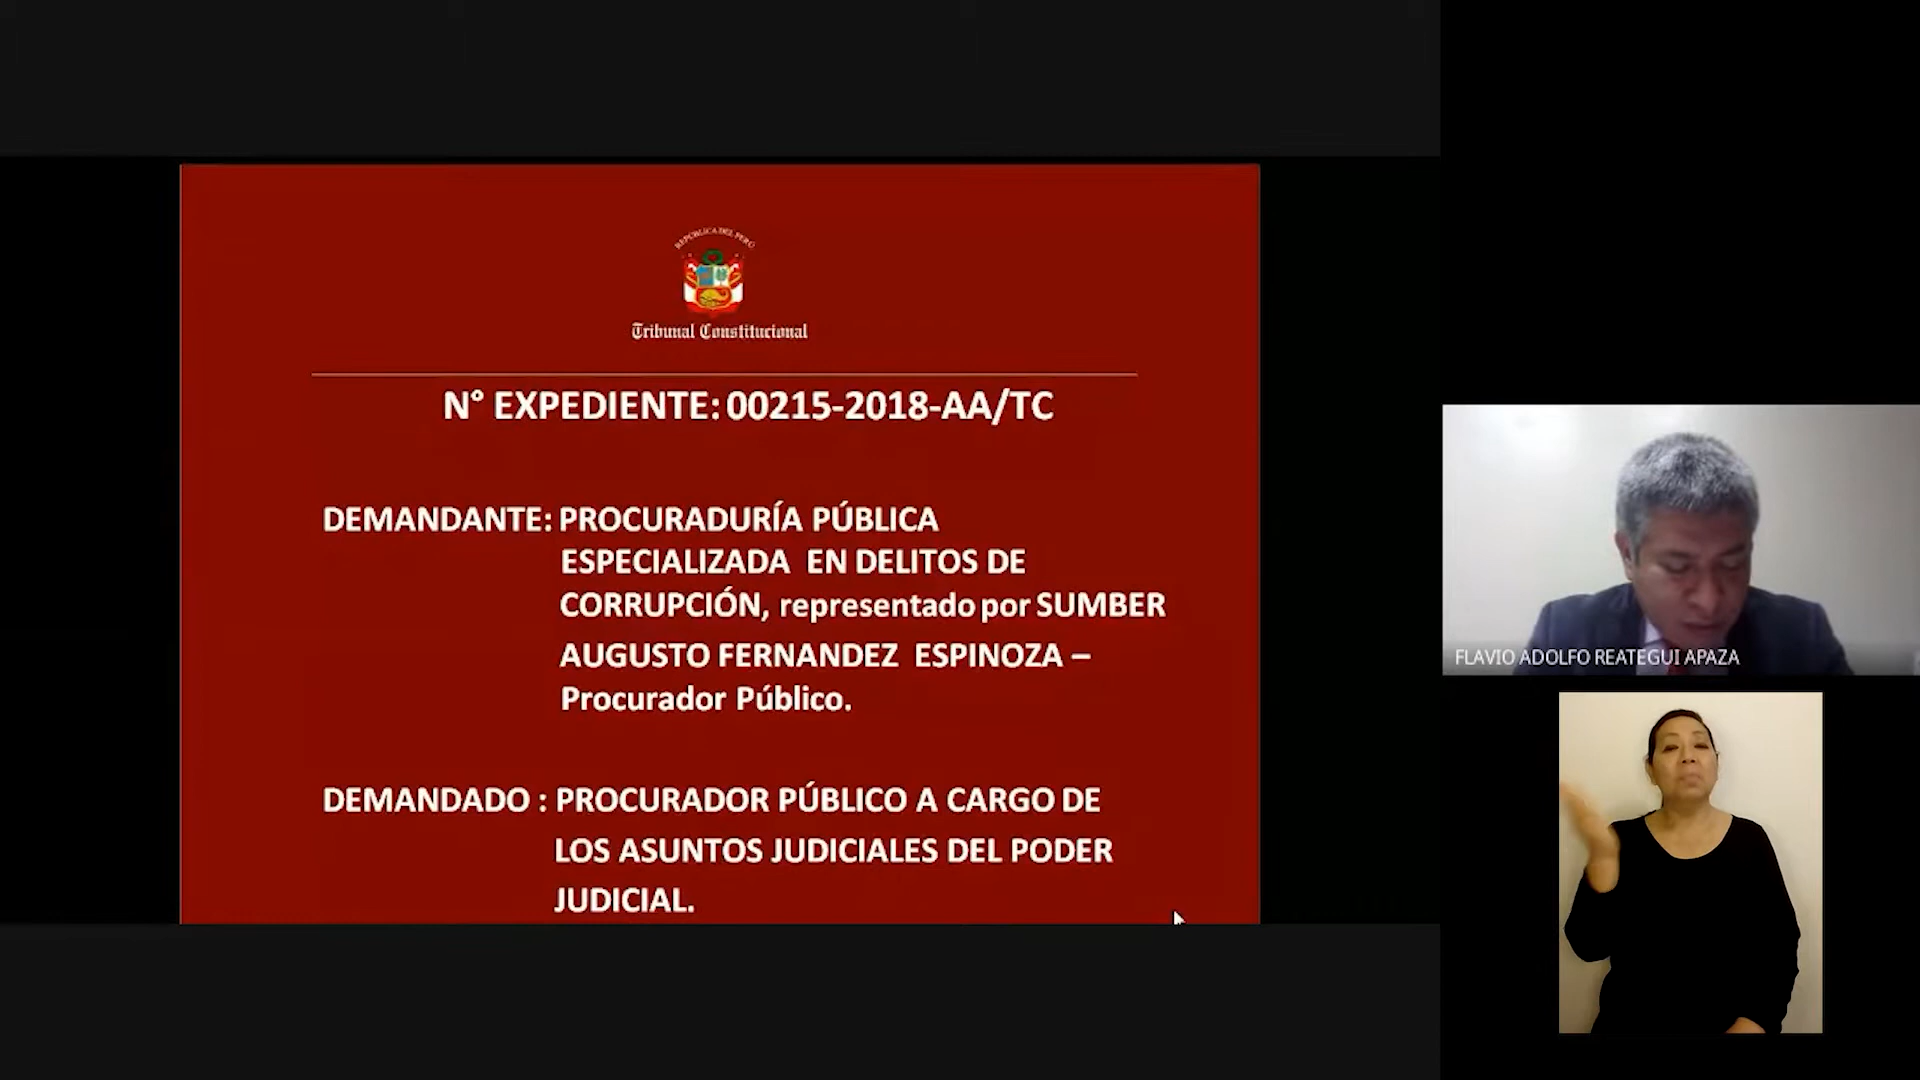 REPÚBLICA DEL PERÚ
Tribunal Constitucional
N° EXPEDIENTE: 00215-2018-AA/TC
DEMANDANTE: PROCURADURÍA PÚBLICA
ESPECIALIZADA EN DELITOS DE
CORRUPCIÓN, representado por SUMBER
AUGUSTO FERNANDEZ ESPINOZA –
Procurador Público.
DEMANDADO : PROCURADOR PÚBLICO A CARGO DE
LOS ASUNTOS JUDICIALES DEL PODER
JUDICIAL.
FLAVIO ADOLFO REATEGUI APAZA